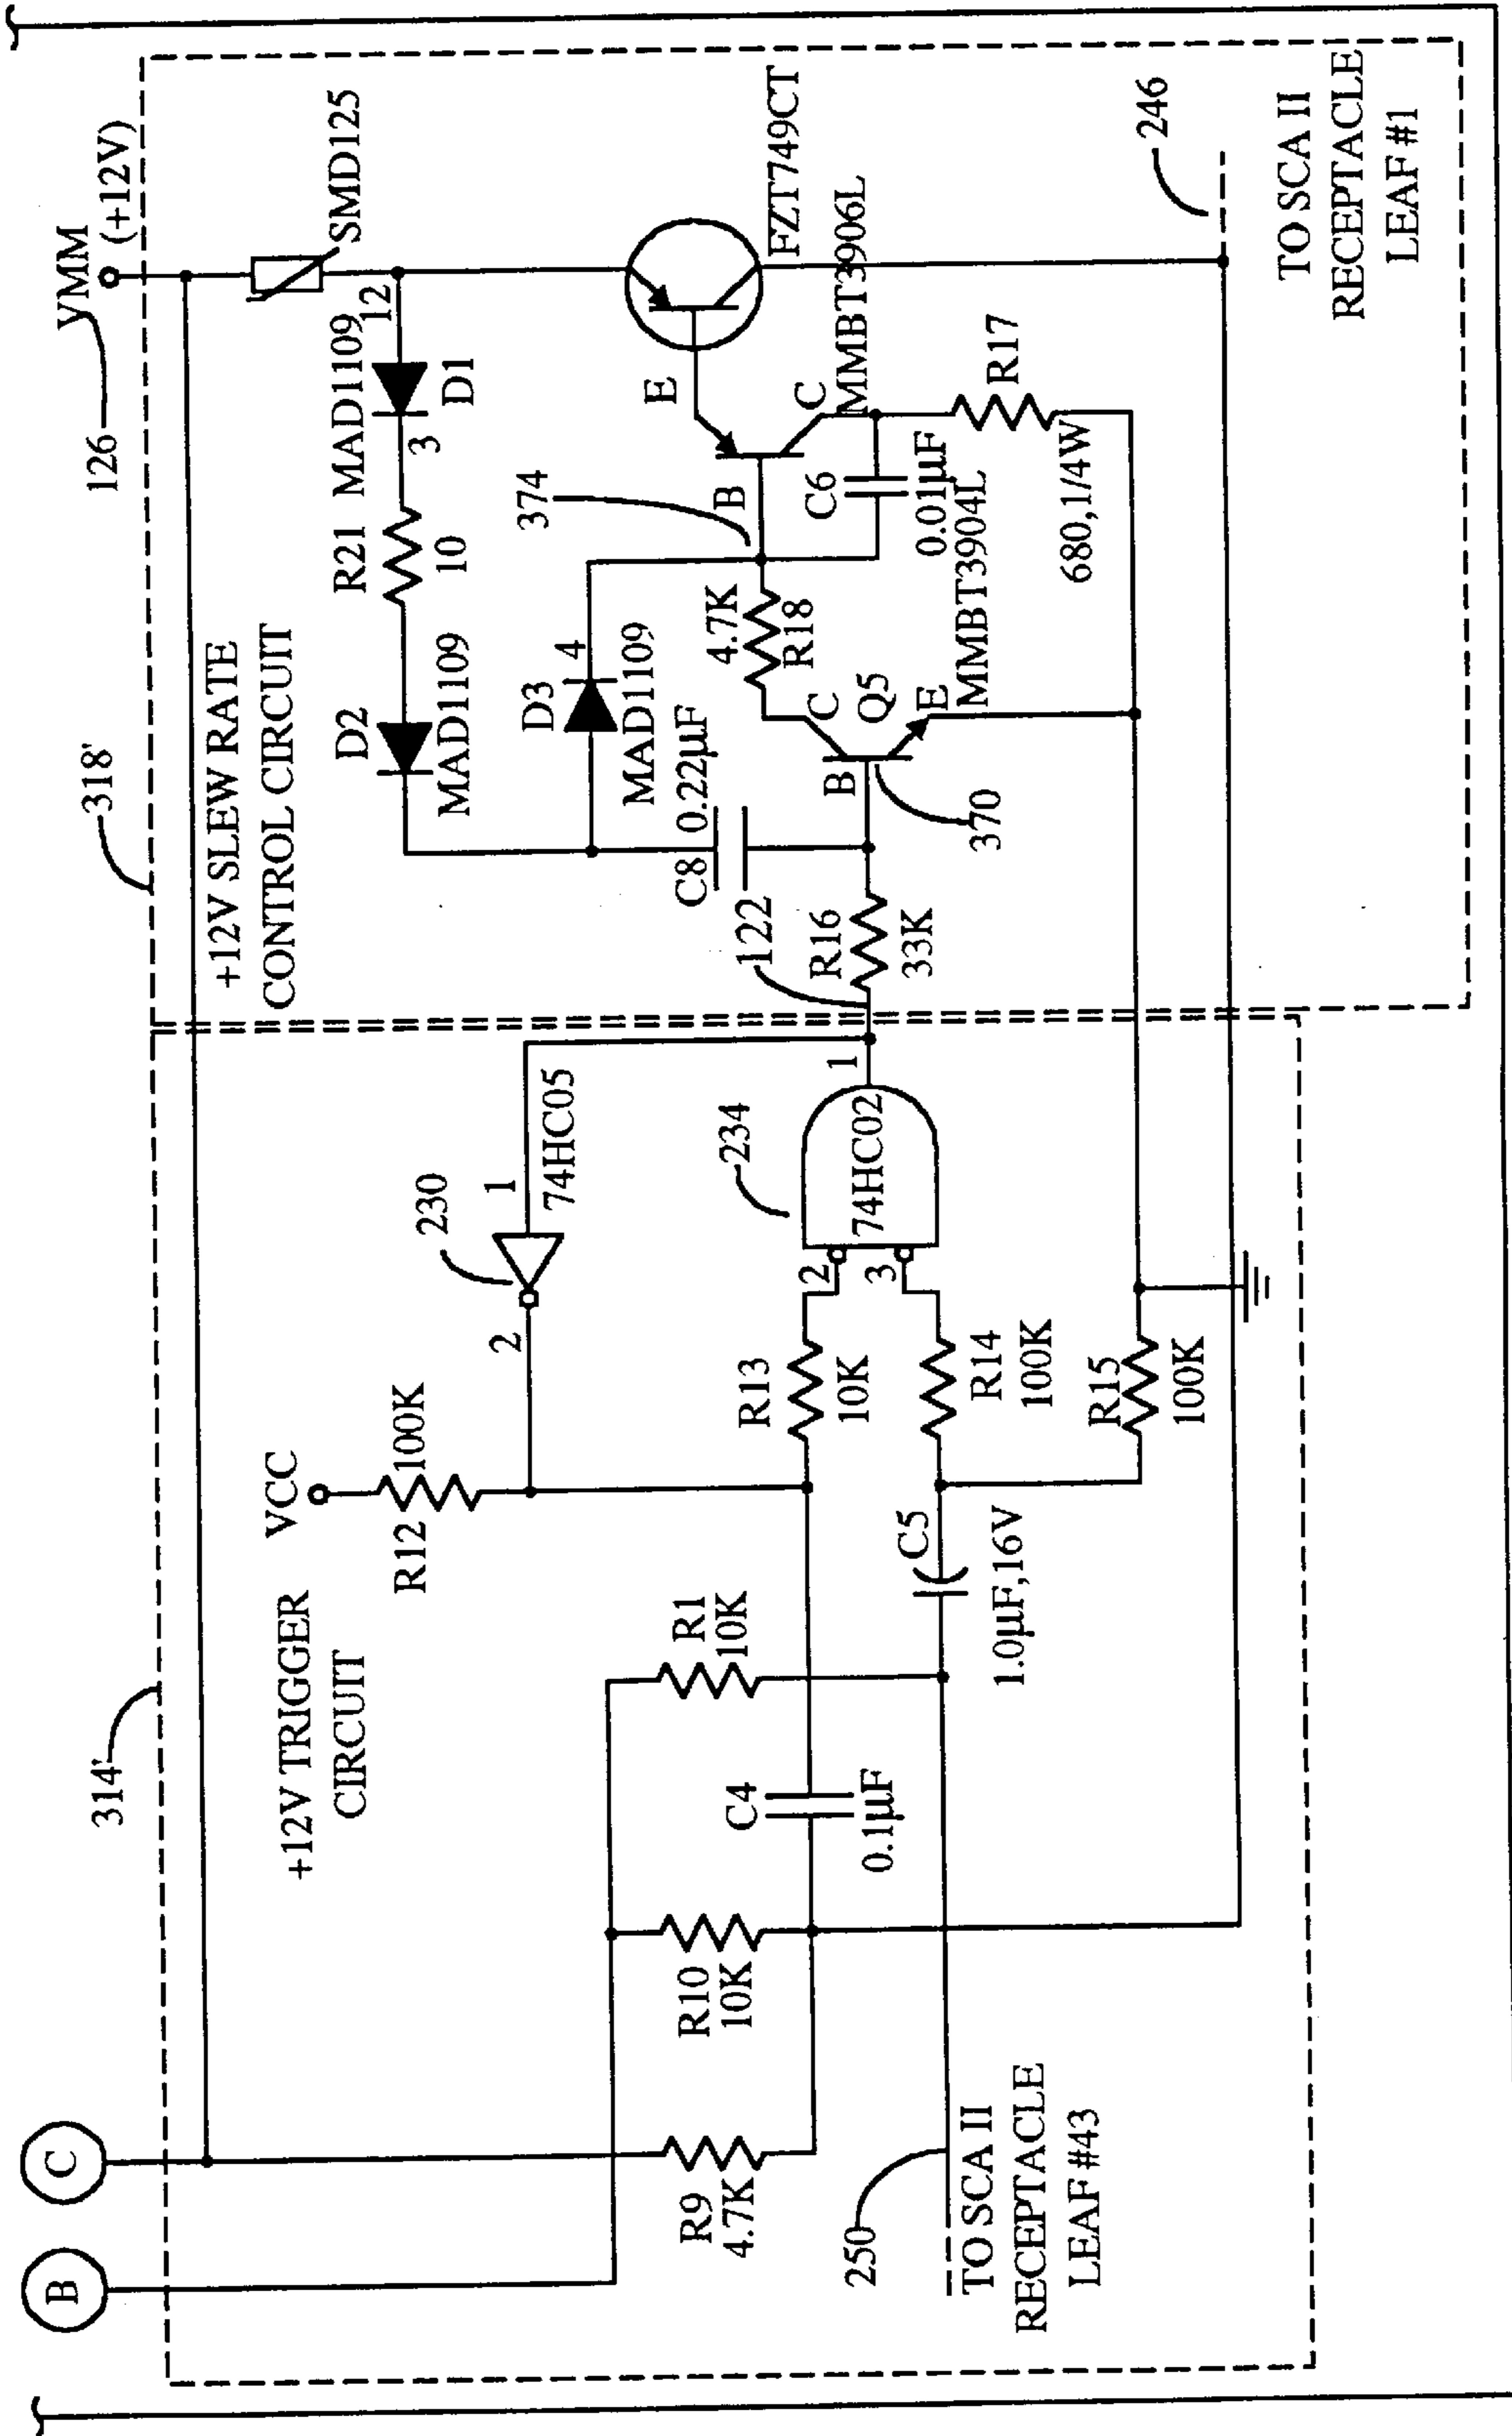 B
C
314'
318'
126
VMM
(+12V)
+12V TRIGGER
CIRCUIT
VCC
R12
100K
+12V SLEW RATE
CONTROL CIRCUIT
SMD125
R21
MAD1109
12
D2
10
3
D1
MAD1109
230
2
1
74HC05
374
D3
4
MAD1109
E
FZT749CT
R9
4.7K
R10
10K
R1
10K
C4
0.1µF
R13
10K
234
2
3
74HC02
1
122
C8
0.22µF
4.7K
R18
B
C
MMBT3906L
R16
33K
B
C
Q5
E
370
MMBT3904L
C6
0.01µF
R17
680,1/4W
C5
1.0µF,16V
R14
100K
R15
100K
250
TO SCA II
RECEPTACLE
LEAF #43
246
TO SCA II
RECEPTACLE
LEAF #1